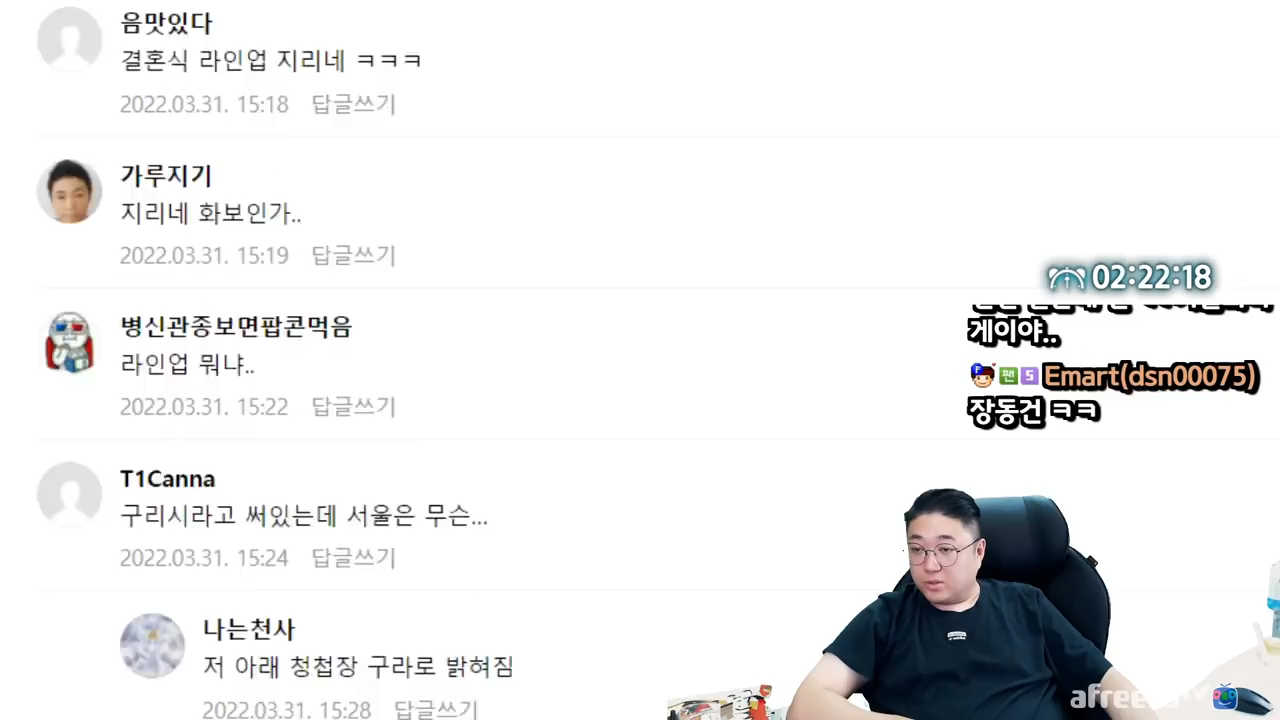 음맛있다
결혼식 라인업 지리네 ㅋㅋㅋ
2022.03.31. 15:18 답글쓰기
가루지기
지리네 화보인가..
2022.03.31. 15:19 답글쓰기
병신관종보면팝콘먹음
라인업 뭐냐..
2022.03.31. 15:22 답글쓰기
T1Canna
구리시라고 써있는데 서울은 무슨...
2022.03.31. 15:24 답글쓰기
나는천사
저 아래 청첩장 구라로 밝혀짐
2022.03.31. 15:28 답글쓰기
02:22:18
게이야..
F 팬 5 Emart(dsn00075)
장동건 ㅋㅋ